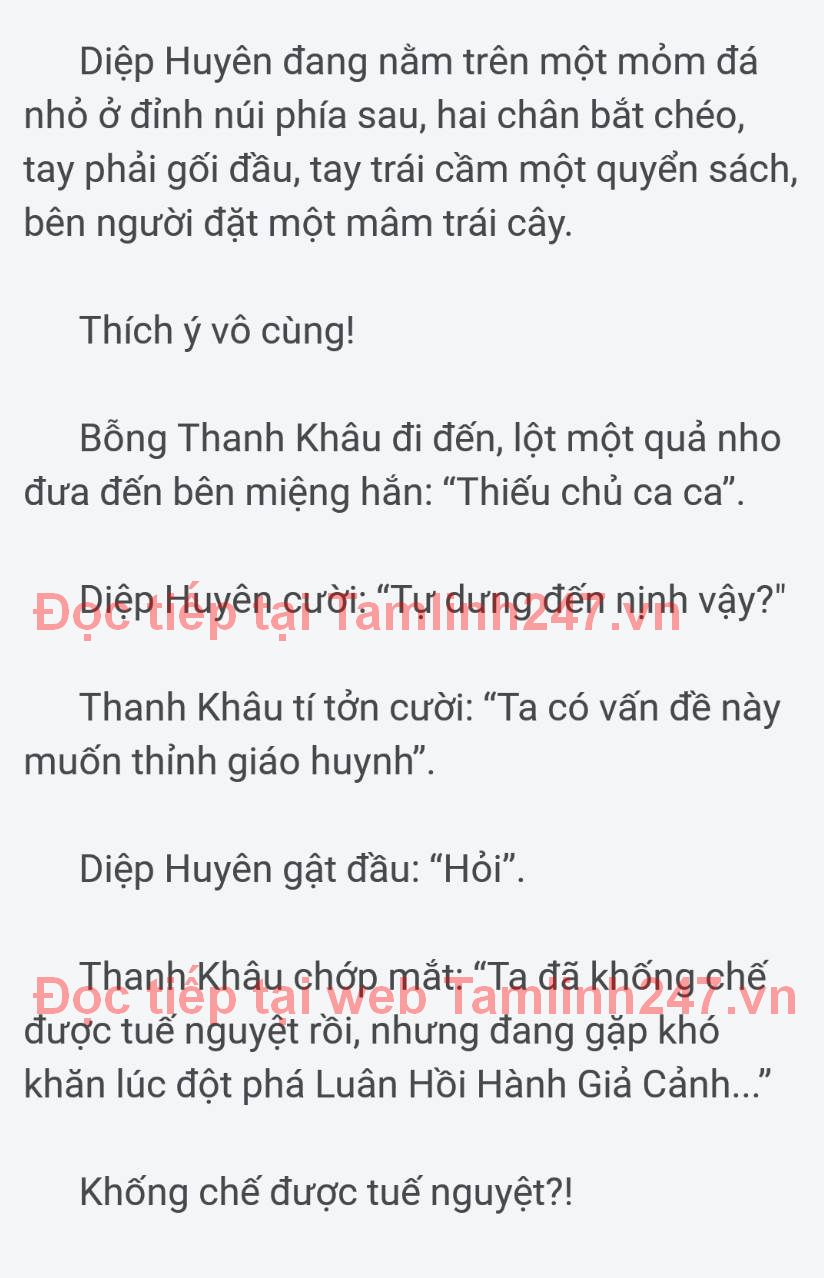 Diệp Huyên đang nằm trên một mỏm đá
nhỏ ở đỉnh núi phía sau, hai chân bắt chéo,
tay phải gối đầu, tay trái cầm một quyển sách,
bên người đặt một mâm trái cây.
Thích ý vô cùng!
Bỗng Thanh Khâu đi đến, lột một quả nho
đưa đến bên miệng hắn: “Thiếu chủ ca ca”.
Diệp Huyên cười: “Tự dưng đến nịnh vậy?"
Đọc tiếp tại Tamlinh247.vn
Thanh Khâu tí tởn cười: “Ta có vấn đề này
muốn thỉnh giáo huynh”.
Diệp Huyên gật đầu: “Hỏi”.
Thanh Khâu chớp mắt: “Ta đã khống chế
Đọc tiếp tại web Tamlinh247.vn
được tuế nguyệt rồi, nhưng đang gặp khó
khăn lúc đột phá Luân Hồi Hành Giả Cảnh...”
Khống chế được tuế nguyệt?!